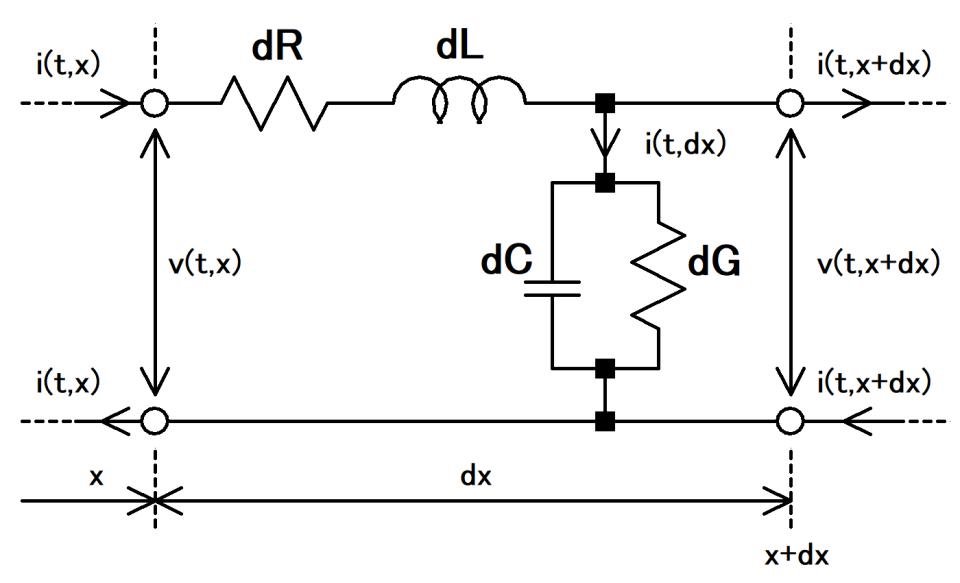 dR
dL
i(t,x)
i(t,x+dx)
i(t,dx)
v(t,x)
dC
dG
v(t,x+dx)
i(t,x)
i(t,x+dx)
x
dx
x+dx